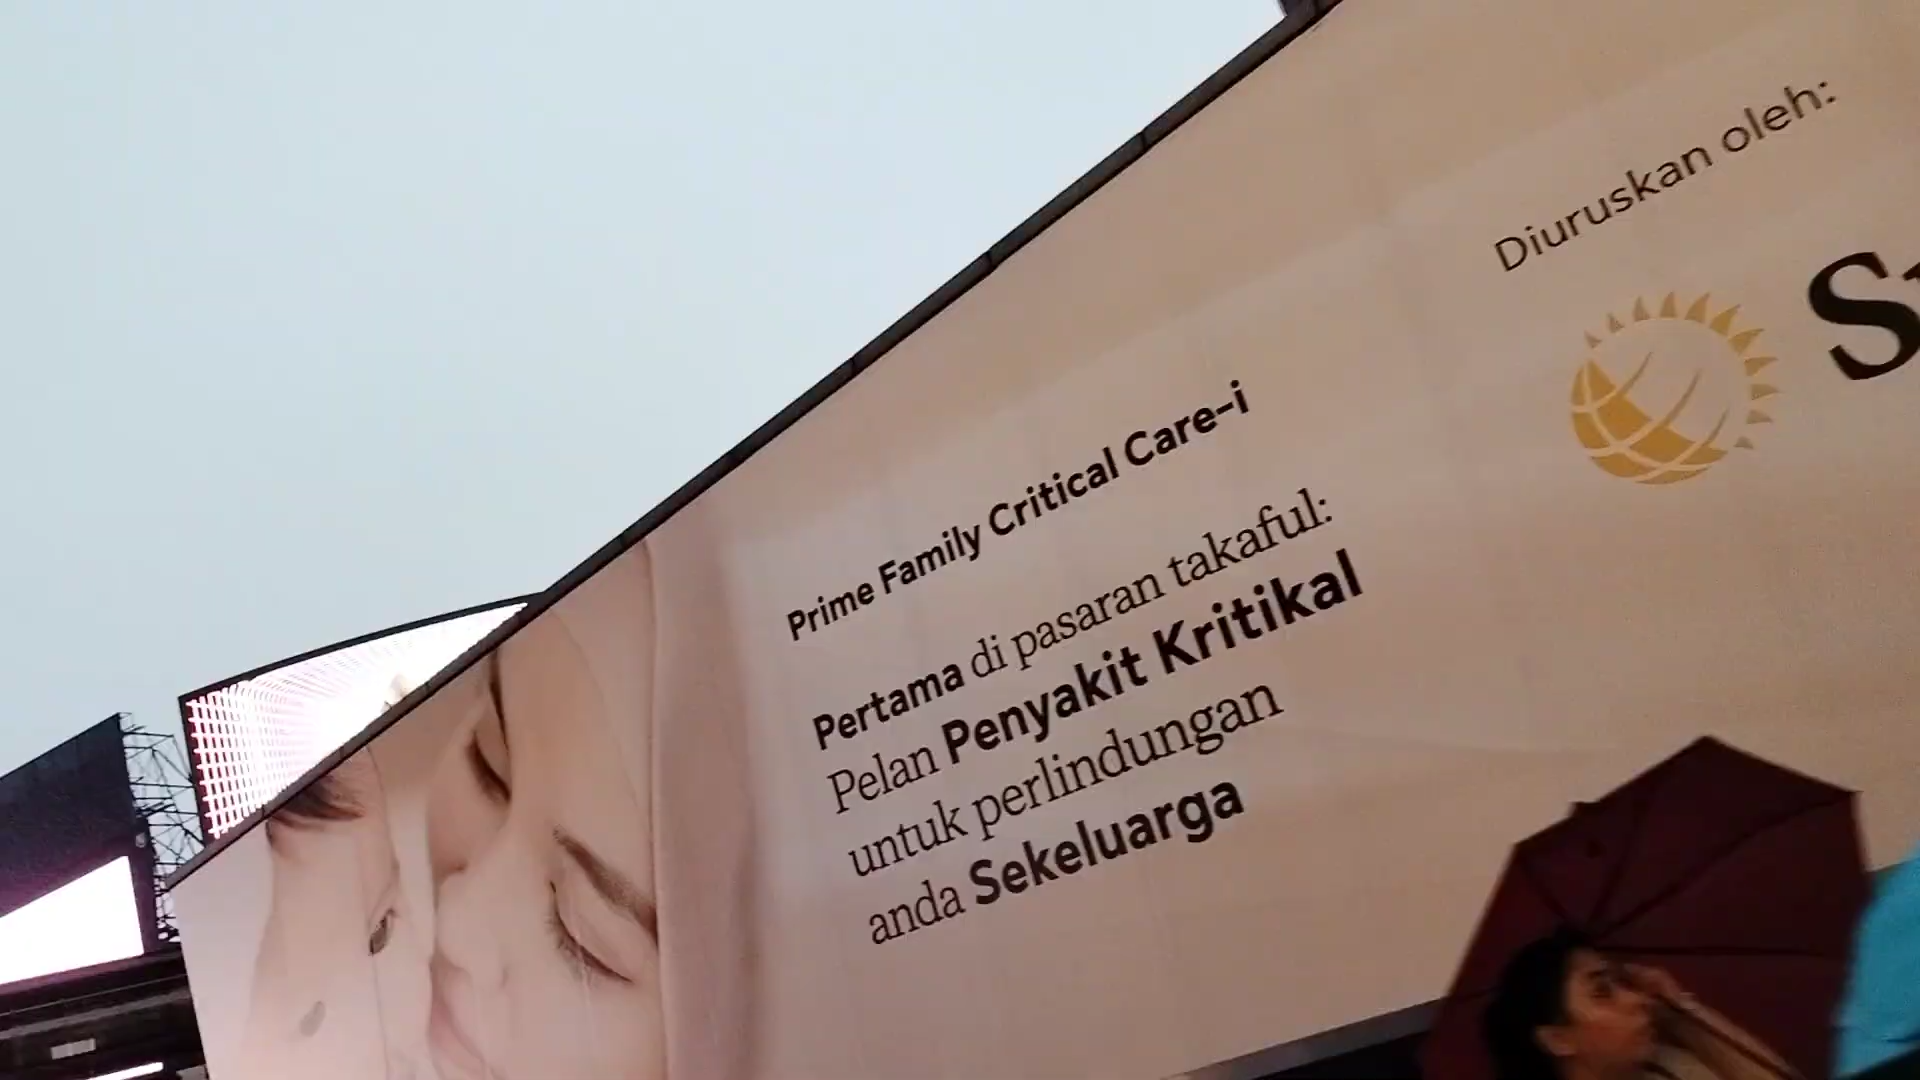 Prime Family Critical Care-i
Pertama di pasaran takaful:
Pelan Penyakit Kritikal
untuk perlindungan
anda Sekeluarga
Diuruskan oleh: